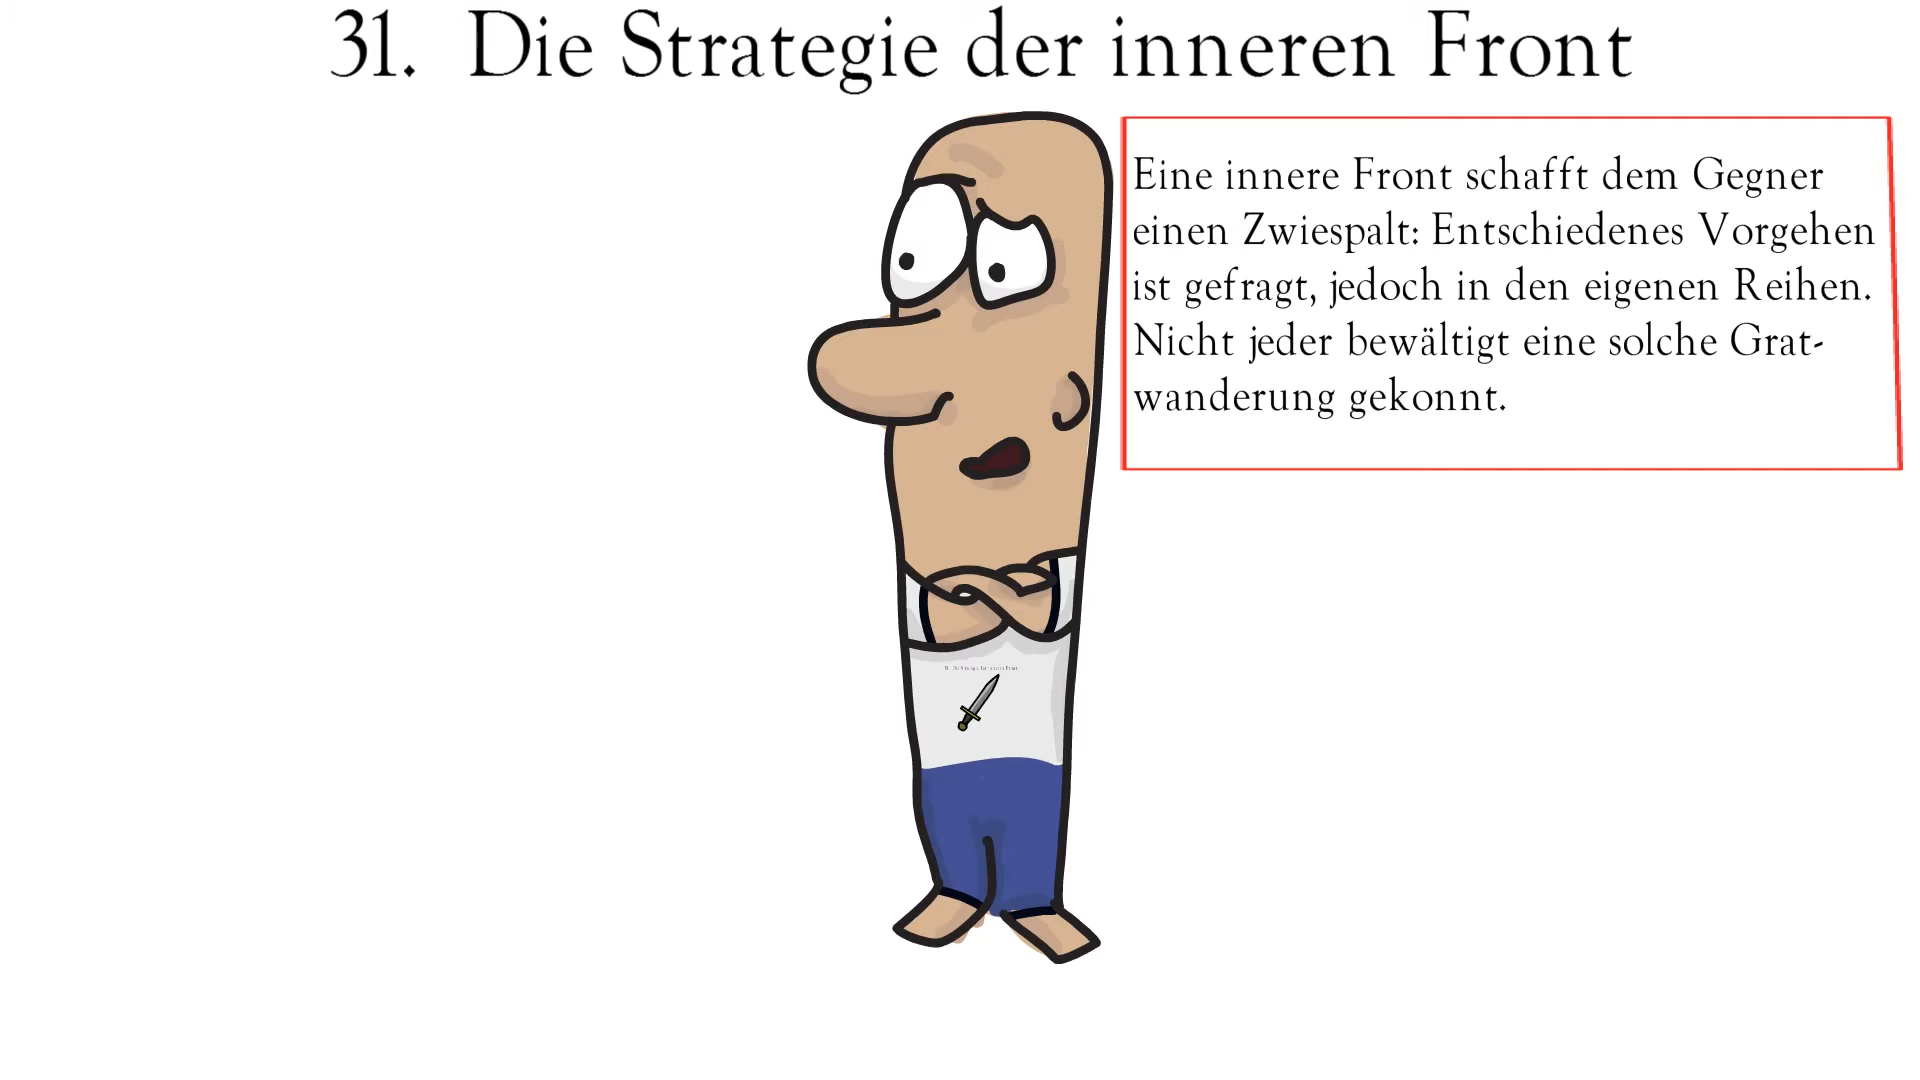 31. Die Strategie der inneren Front
Eine innere Front schafft dem Gegner
einen Zwiespalt: Entschiedenes Vorgehen
ist gefragt, jedoch in den eigenen Reihen.
Nicht jeder bewältigt eine solche Grat-
wanderung gekonnt.